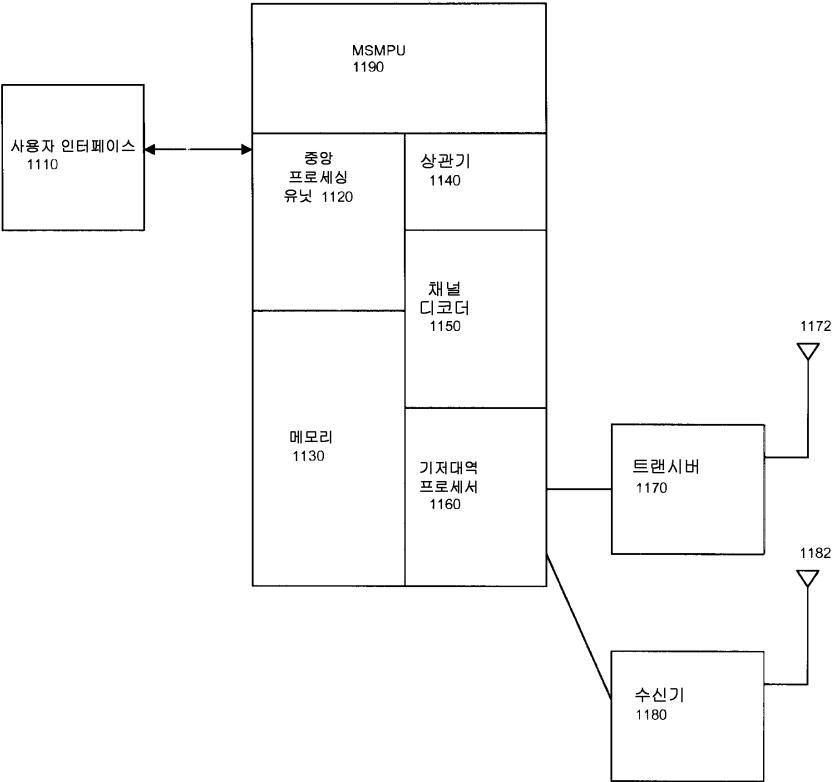 MSMPU
1190
사용자 인터페이스
1110
중앙
프로세싱
유닛 1120
상관기
1140
채널
디코더
1150
메모리
1130
기저대역
프로세서
1160
1172
트랜시버
1170
1182
수신기
1180